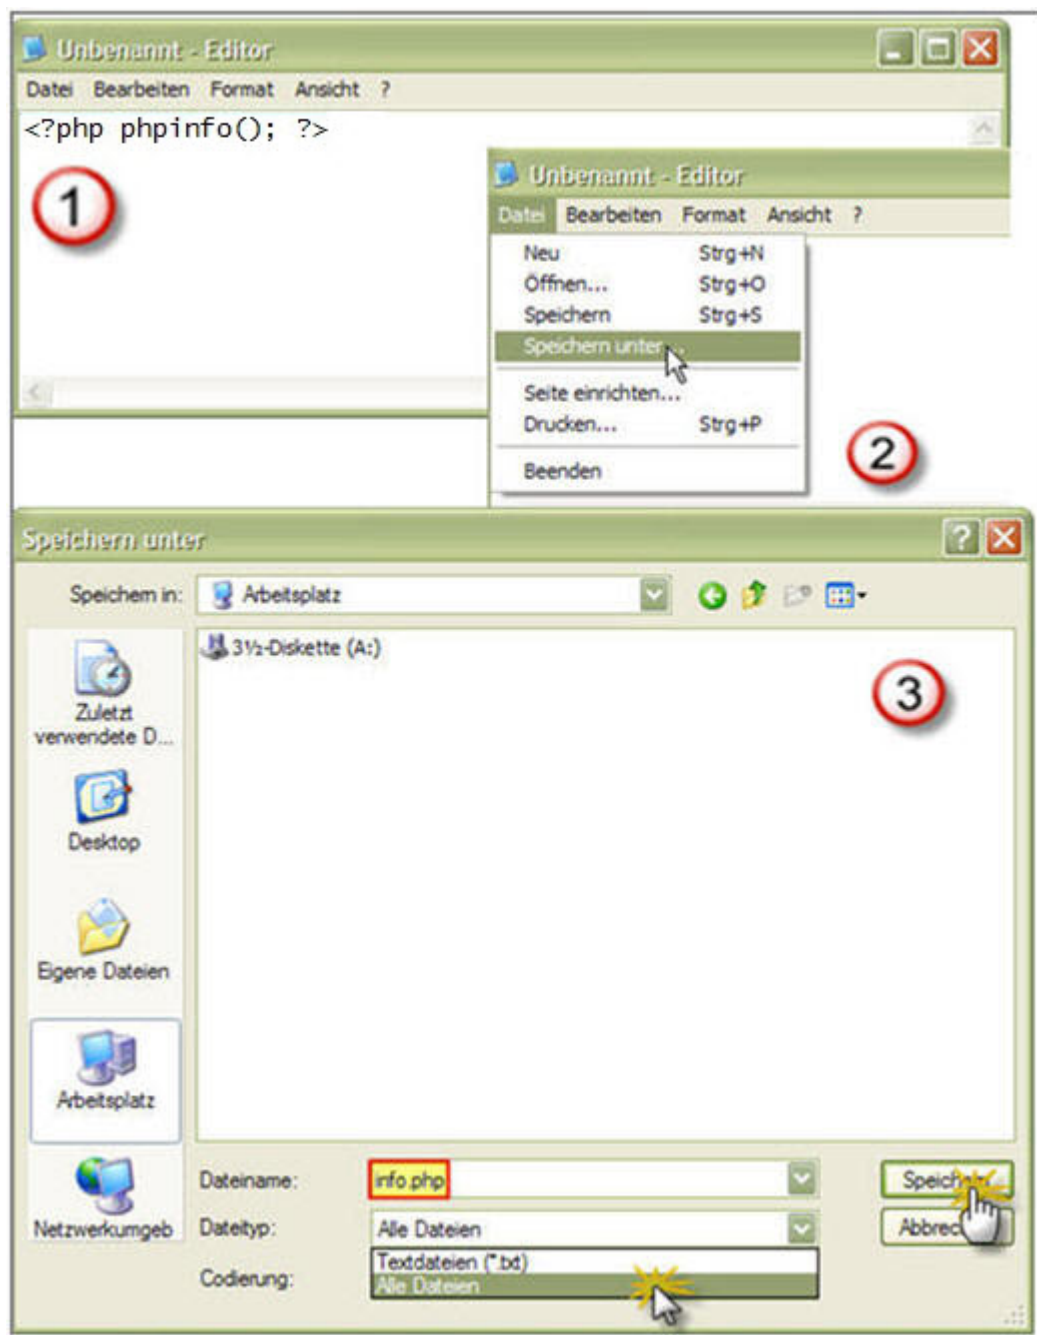 Unbenannt - Editor
Datei Bearbeiten Format Ansicht ?
<?php phpinfo(); ?>
1
Unbenannt - Editor
Datei Bearbeiten Format Ansicht ?
Neu Strg+N
Öffnen... Strg+O
Speichern Strg+S
Speichern unter...
Seite einrichten...
Drucken... Strg+P
Beenden
2
Speichern unter
Speichern in: Arbeitsplatz
3½-Diskette (A:)
3
Zuletzt
verwendete D...
Desktop
Eigene Dateien
Arbeitsplatz
Netzwerkumgeb
Dateiname: info.php
Dateityp: Alle Dateien
Textdateien (*.txt)
Codierung: Alle Dateien